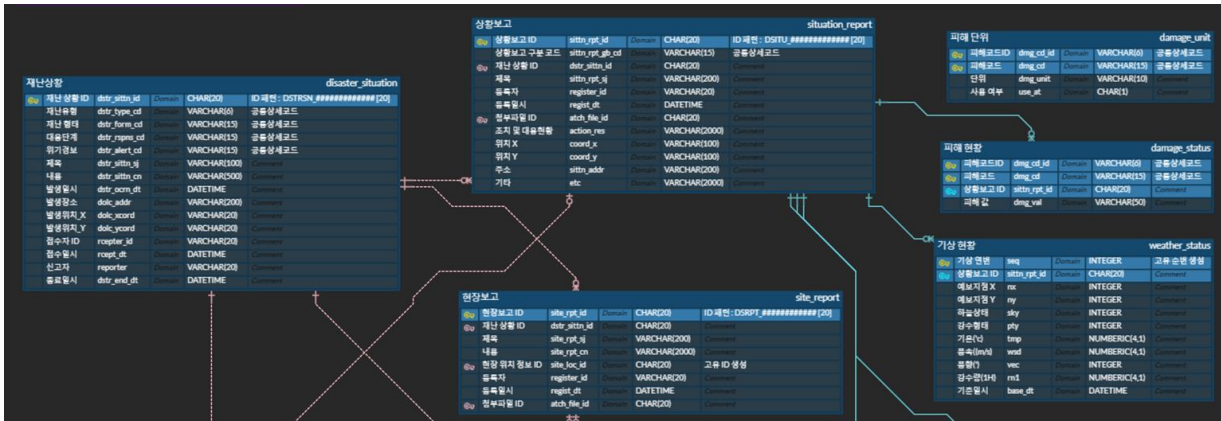 상황보고 situation_report
상황보고 ID sittn_rpt_id Domain CHAR(20) ID 패턴 : DSITU_############# [20]
상황보고 구분 코드 sittn_rpt_gb_cd Domain VARCHAR(15) 공통상세코드
재난 상황 ID dstr_sittn_id Domain CHAR(20) Comment
제목 sittn_rpt_sj Domain VARCHAR(200) Comment
등록자 register_id Domain VARCHAR(20) Comment
등록일시 regist_dt Domain DATETIME Comment
첨부파일 ID atch_file_id Domain CHAR(20) Comment
조치 및 대응현황 action_res Domain VARCHAR(2000) Comment
위치 X coord_x Domain VARCHAR(100) Comment
위치 Y coord_y Domain VARCHAR(100) Comment
주소 sittn_addr Domain VARCHAR(200) Comment
기타 etc Domain VARCHAR(2000) Comment
피해 단위 damage_unit
피해코드ID dmg_cd_id Domain VARCHAR(6) 공통상세코드
피해코드 dmg_cd Domain VARCHAR(15) 공통상세코드
단위 dmg_unit Domain VARCHAR(10) Comment
사용 여부 use_at Domain CHAR(1) Comment
재난상황 disaster_situation
재난 상황 ID dstr_sittn_id Domain CHAR(20) ID 패턴 : DSTRSN_############# [20]
재난유형 dstr_type_cd Domain VARCHAR(6) 공통상세코드
재난 형태 dstr_form_cd Domain VARCHAR(15) 공통상세코드
대응단계 dstr_rspns_cd Domain VARCHAR(15) 공통상세코드
위기경보 dstr_alert_cd Domain VARCHAR(15) 공통상세코드
제목 dstr_sittn_sj Domain VARCHAR(100) Comment
내용 dstr_sittn_cn Domain VARCHAR(500) Comment
발생일시 dstr_ocrn_dt Domain DATETIME Comment
발생장소 dolc_addr Domain VARCHAR(200) Comment
발생위치_X dolc_xcord Domain VARCHAR(20) Comment
발생위치_Y dolc_ycord Domain VARCHAR(20) Comment
접수자 ID rcepter_id Domain VARCHAR(20) Comment
접수일시 rcept_dt Domain DATETIME Comment
신고자 reporter Domain VARCHAR(20) Comment
종료일시 dstr_end_dt Domain DATETIME Comment
피해 현황 damage_status
피해코드ID dmg_cd_id Domain VARCHAR(6) 공통상세코드
피해코드 dmg_cd Domain VARCHAR(15) 공통상세코드
상황보고 ID sittn_rpt_id Domain CHAR(20) Comment
피해 값 dmg_val Domain VARCHAR(50) Comment
기상 현황 weather_status
기상 연번 seq Domain INTEGER 고유 순번 생성
상황보고 ID sittn_rpt_id Domain CHAR(20) Comment
예보지점 X nx Domain INTEGER Comment
예보지점 Y ny Domain INTEGER Comment
하늘상태 sky Domain INTEGER Comment
강수형태 pty Domain INTEGER Comment
기온(℃) tmp Domain NUMBERIC(4,1) Comment
풍속((m/s) wsd Domain NUMBERIC(4,1) Comment
풍향(°) vec Domain INTEGER Comment
강수량(1H) rn1 Domain NUMBERIC(4,1) Comment
기준일시 base_dt Domain DATETIME Comment
현장보고 site_report
현장보고 ID site_rpt_id Domain CHAR(20) ID 패턴 : DSRPT_############# [20]
재난 상황 ID dstr_sittn_id Domain CHAR(20) Comment
제목 site_rpt_sj Domain VARCHAR(200) Comment
내용 site_rpt_cn Domain VARCHAR(2000) Comment
현장 위치 정보 ID site_loc_id Domain CHAR(20) 고유 ID 생성
등록자 register_id Domain VARCHAR(20) Comment
등록일시 regist_dt Domain DATETIME Comment
첨부파일 ID atch_file_id Domain CHAR(20) Comment